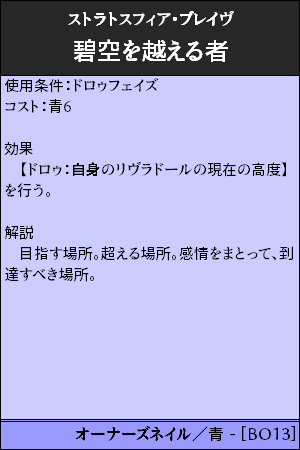 ストラトスフィア・ブレイヴ
碧空を越える者
使用条件：ドロゥフェイズ
コスト：青6
効果
【ドロゥ：自身のリヴラドールの現在の高度】
を行う。
解説
目指す場所。超える場所。感情をまとって、到
達すべき場所。
オーナーズネイル／青 - [BO13]